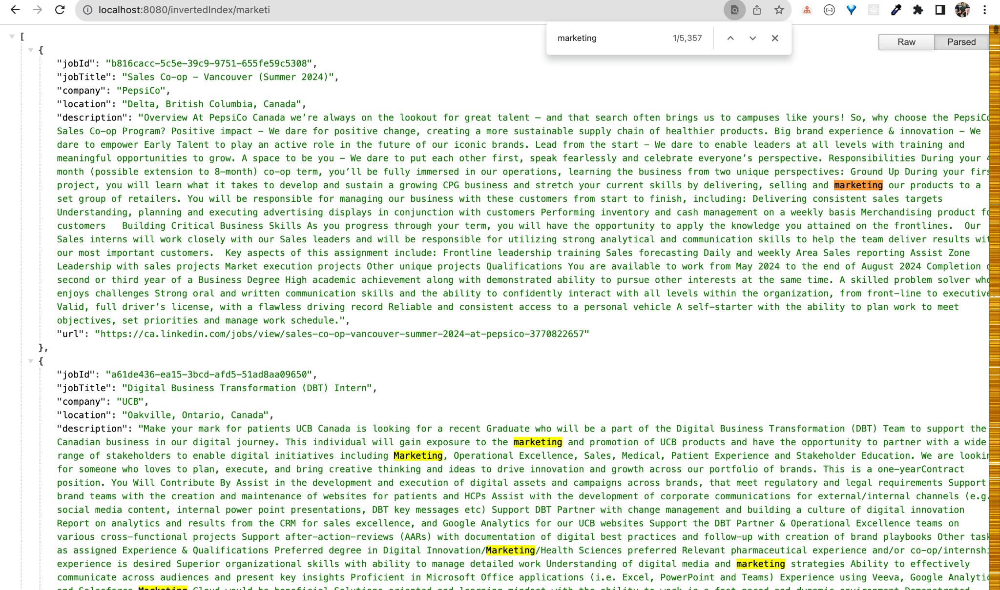 localhost:8080/invertedIndex/marketi
marketing 1/5,357
Raw Parsed
[
{
"jobId": "b816cacc-5c5e-39c9-9751-655fe59c5308",
"jobTitle": "Sales Co-op - Vancouver (Summer 2024)",
"company": "PepsiCo",
"location": "Delta, British Columbia, Canada",
"description": "Overview At PepsiCo Canada we’re always on the lookout for great talent – and that search often brings us to campuses like yours! So, why choose the PepsiCo
Sales Co-op Program? Positive impact - We dare for positive change, creating a more sustainable supply chain of healthier products. Big brand experience & innovation - We
dare to empower Early Talent to play an active role in the future of our iconic brands. Lead from the start - We dare to enable leaders at all levels with training and
meaningful opportunities to grow. A space to be you - We dare to put each other first, speak fearlessly and celebrate everyone’s perspective. Responsibilities During your 4
month (possible extension to 8-month) co-op term, you’ll be fully immersed in our operations, learning the business from two unique perspectives: Ground Up During your firs
project, you will learn what it takes to develop and sustain a growing CPG business and stretch your current skills by delivering, selling and marketing our products to a
set group of retailers. You will be responsible for managing our business with these customers from start to finish, including: Delivering consistent sales targets
Understanding, planning and executing advertising displays in conjunction with customers Performing inventory and cash management on a weekly basis Merchandising product fo
customers   Building Critical Business Skills As you progress through your term, you will have the opportunity to apply the knowledge you attained on the frontlines.  Our
Sales interns will work closely with our Sales leaders and will be responsible for utilizing strong analytical and communication skills to help the team deliver results wit
our most important customers.  Key aspects of this assignment include: Frontline leadership training Sales forecasting Daily and weekly Area Sales reporting Assist Zone
Leadership with sales projects Market execution projects Other unique projects Qualifications You are available to work from May 2024 to the end of August 2024 Completion o
second or third year of a Business Degree High academic achievement along with demonstrated ability to pursue other interests at the same time. A skilled problem solver who
enjoys challenges Strong oral and written communication skills and the ability to confidently interact with all levels within the organization, from front-line to executive
Valid, full driver’s license, with a flawless driving record Reliable and consistent access to a personal vehicle A self-starter with the ability to plan work to meet
objectives, set priorities and manage work schedule.",
"url": "https://ca.linkedin.com/jobs/view/sales-co-op-vancouver-summer-2024-at-pepsico-3770822657"
},
{
"jobId": "a61de436-ea15-3bcd-afd5-51ad8aa09650",
"jobTitle": "Digital Business Transformation (DBT) Intern",
"company": "UCB",
"location": "Oakville, Ontario, Canada",
"description": "Make your mark for patients UCB Canada is looking for a recent Graduate who will be a part of the Digital Business Transformation (DBT) Team to support the
Canadian business in our digital journey. This individual will gain exposure to the marketing and promotion of UCB products and have the opportunity to partner with a wide
range of stakeholders to enable digital initiatives including Marketing, Operational Excellence, Sales, Medical, Patient Experience and Stakeholder Education. We are lookin
for someone who loves to plan, execute, and bring creative thinking and ideas to drive innovation and growth across our portfolio of brands. This is a one-yearContract
position. You Will Contribute By Assist in the development and execution of digital assets and campaigns across brands, that meet regulatory and legal requirements Support
brand teams with the creation and maintenance of websites for patients and HCPs Assist with the development of corporate communications for external/internal channels (e.g.
social media content, internal power point presentations, DBT key messages etc) Support DBT Partner with change management and building a culture of digital innovation
Report on analytics and results from the CRM for sales excellence, and Google Analytics for our UCB websites Support the DBT Partner & Operational Excellence teams on
various cross-functional projects Support after-action-reviews (AARs) with documentation of digital best practices and follow-up with creation of brand playbooks Other task
as assigned Experience & Qualifications Preferred degree in Digital Innovation/Marketing/Health Sciences preferred Relevant pharmaceutical experience and/or co-op/internshi
experience is desired Superior organizational skills with ability to manage detailed work Understanding of digital media and marketing strategies Ability to effectively
communicate across audiences and present key insights Proficient in Microsoft Office applications (i.e. Excel, PowerPoint and Teams) Experience using Veeva, Google Analytic
and Salesforce Marketing Cloud would be beneficial Solutions-oriented and learning mindset with the ability to work in a fast-paced and dynamic environment Demonstrated